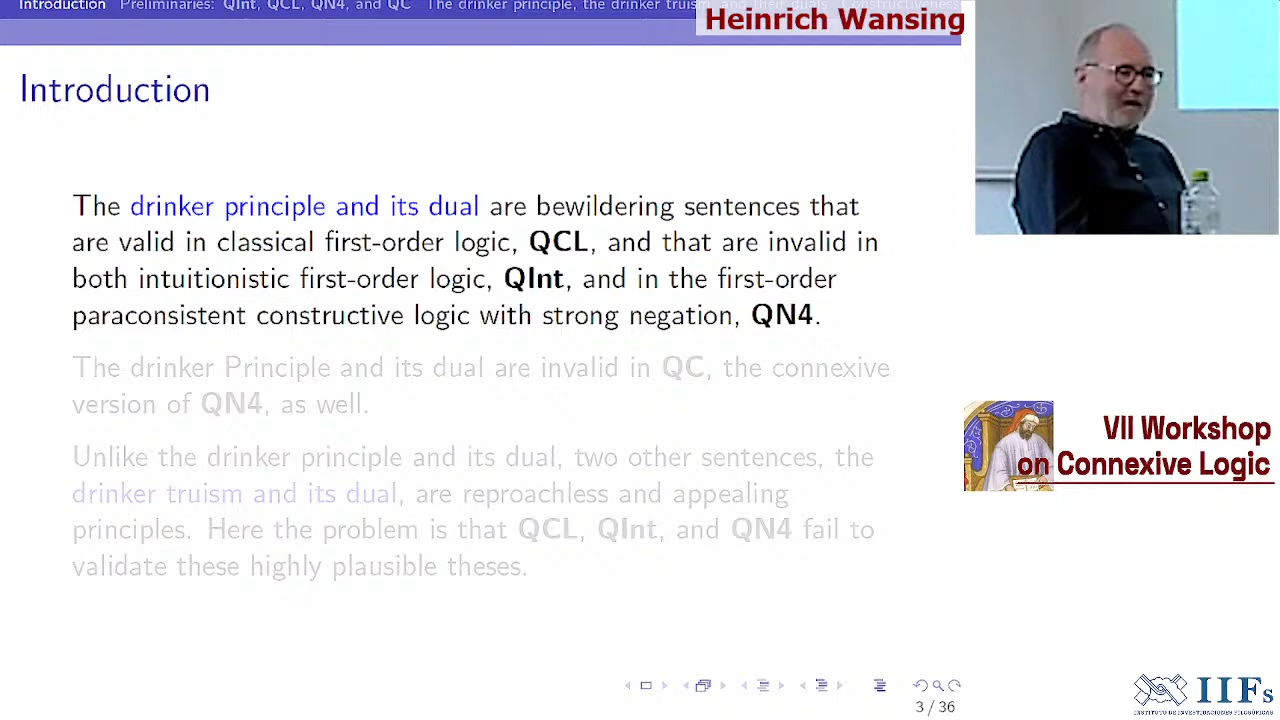 Introduction Preliminaries: QInt, QCL, QN4, and QC The drinker principle, the drinker truism, and their duals Constructiveness
Heinrich Wansing
Introduction
The drinker principle and its dual are bewildering sentences that
are valid in classical first-order logic, QCL, and that are invalid in
both intuitionistic first-order logic, QInt, and in the first-order
paraconsistent constructive logic with strong negation, QN4.
The drinker Principle and its dual are invalid in QC, the connexive
version of QN4, as well.
Unlike the drinker principle and its dual, two other sentences, the
drinker truism and its dual, are reproachless and appealing
principles. Here the problem is that QCL, QInt, and QN4 fail to
validate these highly plausible theses.
VII Workshop
on Connexive Logic
3 / 36
IIFs
INSTITUTO DE INVESTIGACIONES FILOSÓFICAS